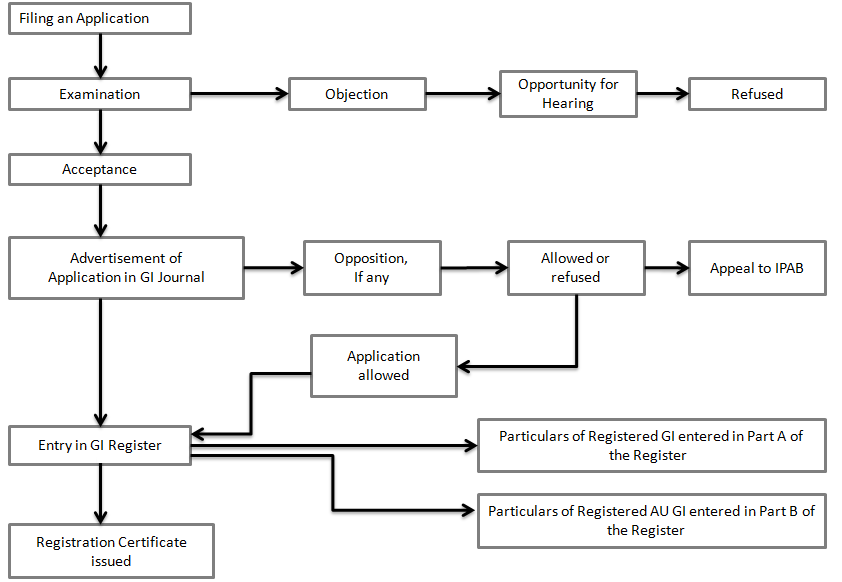 Filing an Application
Examination
Objection
Opportunity for
Hearing
Refused
Acceptance
Advertisement of
Application in GI Journal
Opposition,
If any
Allowed or
refused
Appeal to IPAB
Application
allowed
Entry in GI Register
Particulars of Registered GI entered in Part A of
the Register
Particulars of Registered AU GI entered in Part B of
the Register
Registration Certificate
issued